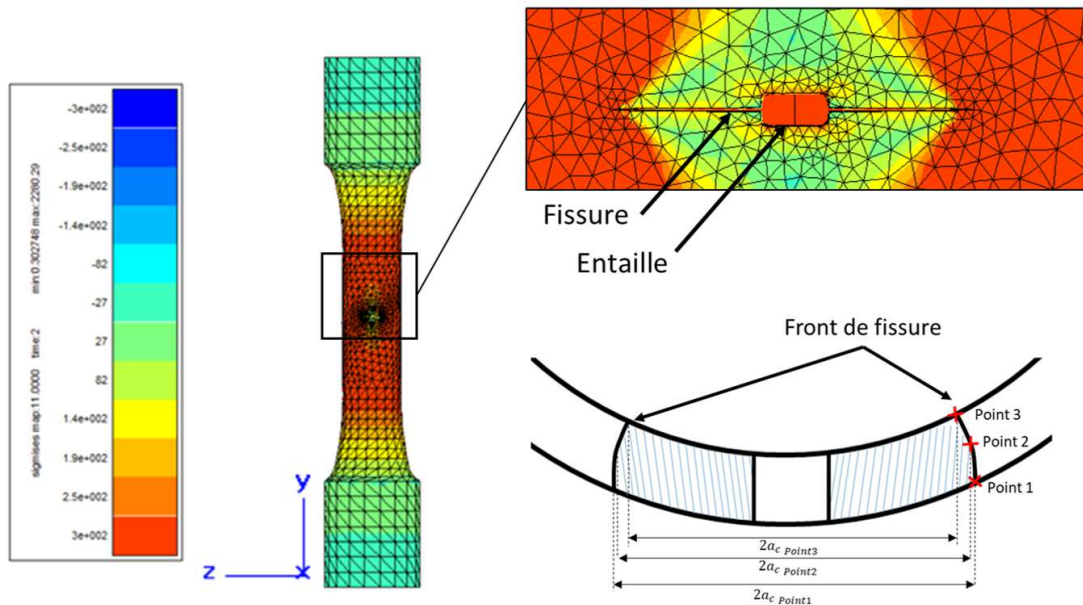 min:0.302748 max:2280.29
sigmises map:11.0000 time:2
-3e+002
-2.5e+002
-1.9e+002
-1.4e+002
-82
-27
27
82
1.4e+002
1.9e+002
2.5e+002
3e+002
y
z
x
Fissure
Entaille
Front de fissure
Point 3
Point 2
Point 1
2a_c Point3
2a_c Point2
2a_c Point1